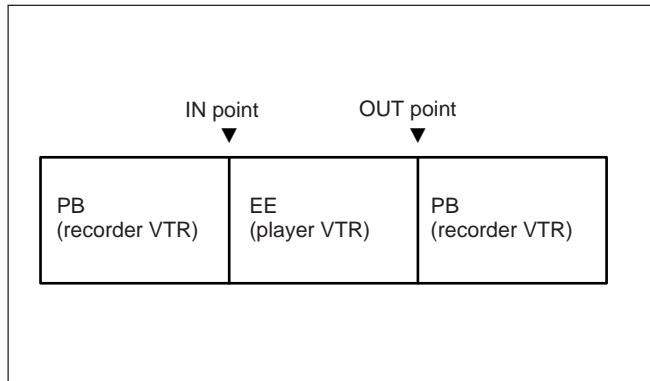 IN point OUT point
PB
(recorder VTR)
EE
(player VTR)
PB
(recorder VTR)